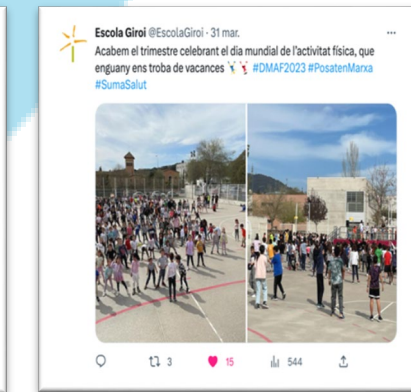 Escola Giroi @EscolaGiroi · 31 mar.
Acabem el trimestre celebrant el dia mundial de l'activitat física, que
enguany ens troba de vacances #DMAF2023 #PosatenMarxa
#SumaSalut
3 15 544